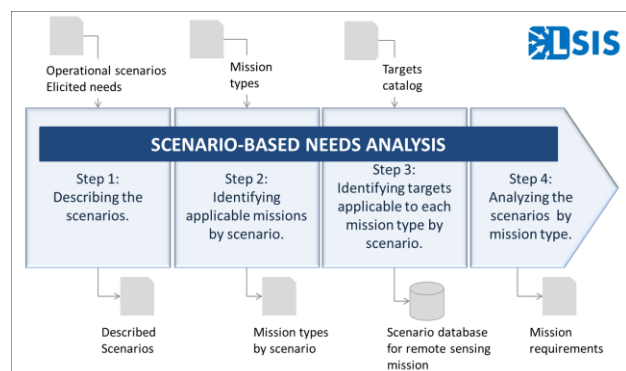 LSIS
Operational scenarios
Elicited needs
Mission
types
Targets
catalog
SCENARIO-BASED NEEDS ANALYSIS
Step 1:
Describing the
scenarios.
Step 2:
Identifying
applicable missions
by scenario.
Step 3:
Identifying targets
applicable to each
mission type by
scenario.
Step 4:
Analyzing the
scenarios by
mission type.
Described
Scenarios
Mission types
by scenario
Scenario database
for remote sensing
mission
Mission
requirements